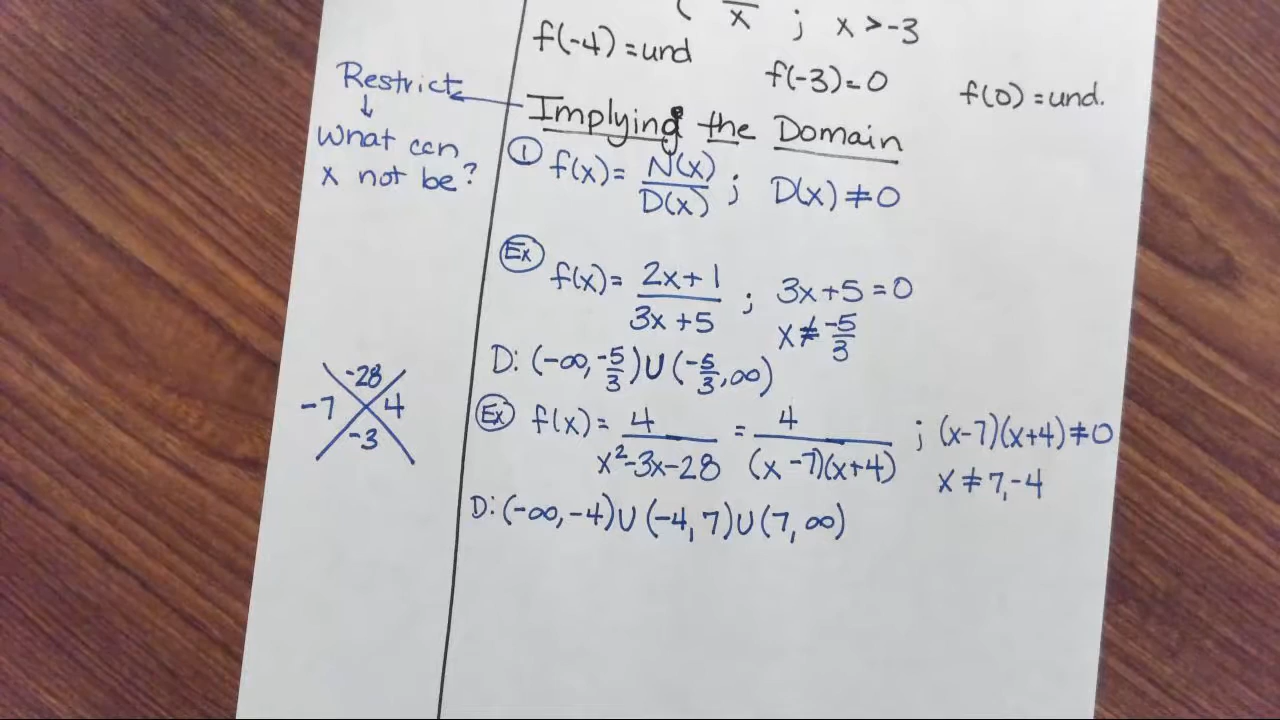 ( — x ; x > -3
f(-4) = und
f(-3) = 0
f(0) = und.
Restrict
↓
What can
x not be?
Implying the Domain
① f(x) = N(x)/D(x) ; D(x) ≠ 0
Ex f(x) = (2x+1)/(3x+5) ; 3x+5 = 0
x ≠ -5/3
D: (-∞, -5/3) ∪ (-5/3, ∞)
-28
-7 4
-3
Ex f(x) = 4/(x²-3x-28) = 4/((x-7)(x+4)) ; (x-7)(x+4) ≠ 0
x ≠ 7, -4
D: (-∞, -4) ∪ (-4, 7) ∪ (7, ∞)